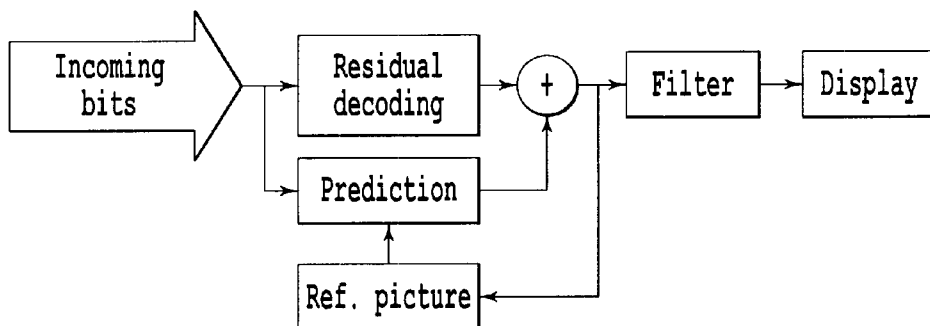 Incoming
bits
Residual
decoding
+
Filter
Display
Prediction
Ref. picture